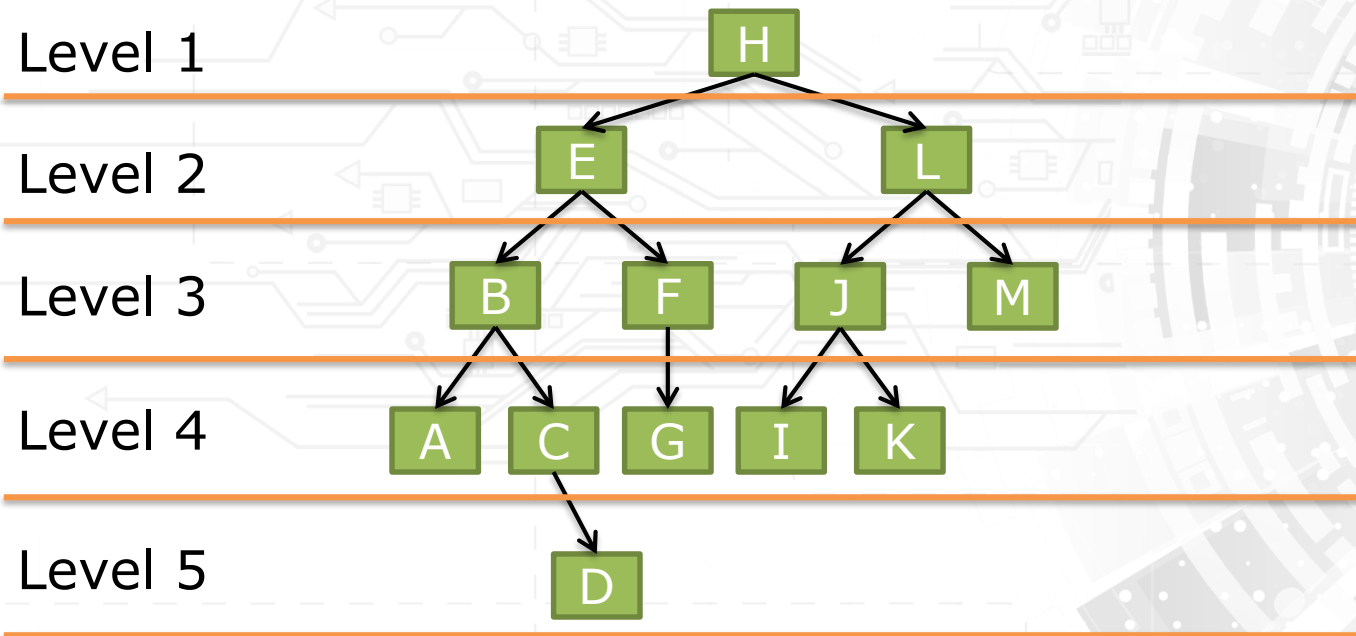 Level 1
H
Level 2
E L
Level 3
B F J M
Level 4
A C G I K
Level 5
D